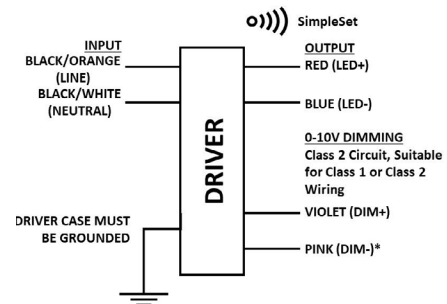 SimpleSet
INPUT
BLACK/ORANGE
(LINE)
BLACK/WHITE
(NEUTRAL)
DRIVER CASE MUST
BE GROUNDED
DRIVER
OUTPUT
RED (LED+)
BLUE (LED-)
0-10V DIMMING
Class 2 Circuit, Suitable
for Class 1 or Class 2
Wiring
VIOLET (DIM+)
PINK (DIM-)*